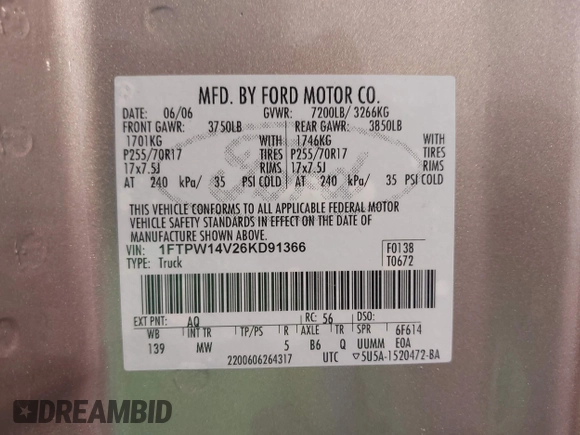 MFD. BY FORD MOTOR CO.
DATE: 06/06 GVWR: 7200LB/ 3266KG
FRONT GAWR: 3750LB REAR GAWR: 3850LB
1701KG WITH 1746KG WITH
P255/70R17 TIRES P255/70R17 TIRES
17x7.5J RIMS 17x7.5J RIMS
AT 240 kPa/ 35 PSI COLD AT 240 kPa/ 35 PSI COLD
THIS VEHICLE CONFORMS TO ALL APPLICABLE FEDERAL MOTOR
VEHICLE SAFETY STANDARDS IN EFFECT ON THE DATE OF
MANUFACTURE SHOWN ABOVE.
VIN: 1FTPW14V26KD91366 F0138
TYPE: Truck T0672
EXT PNT: AQ RC: 56 DSO:
WB INT TR TP/PS R AXLE TR SPR 6F614
139 MW 5 B6 Q UUMM E0A
2200606264317 UTC ▽5U5A-1520472-BA
Ford
DREAMBID